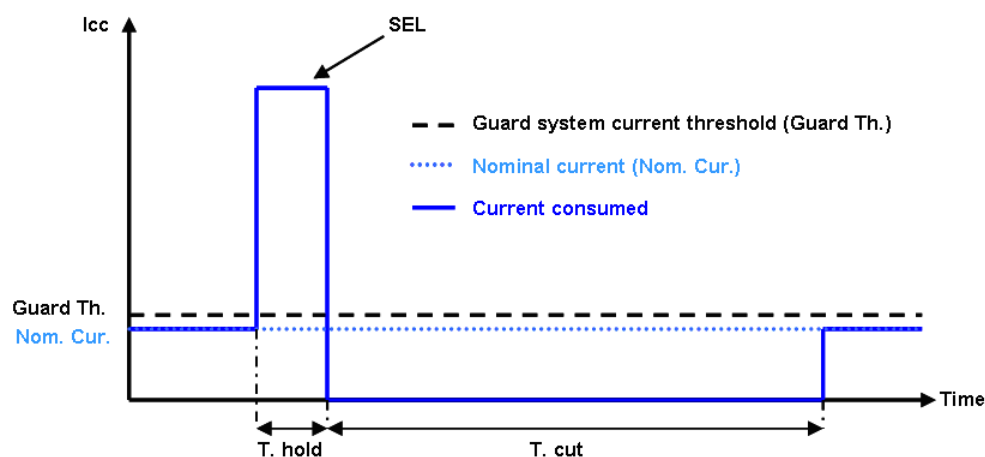 Icc
SEL
Guard system current threshold (Guard Th.)
Nominal current (Nom. Cur.)
Current consumed
Guard Th.
Nom. Cur.
Time
T. hold
T. cut